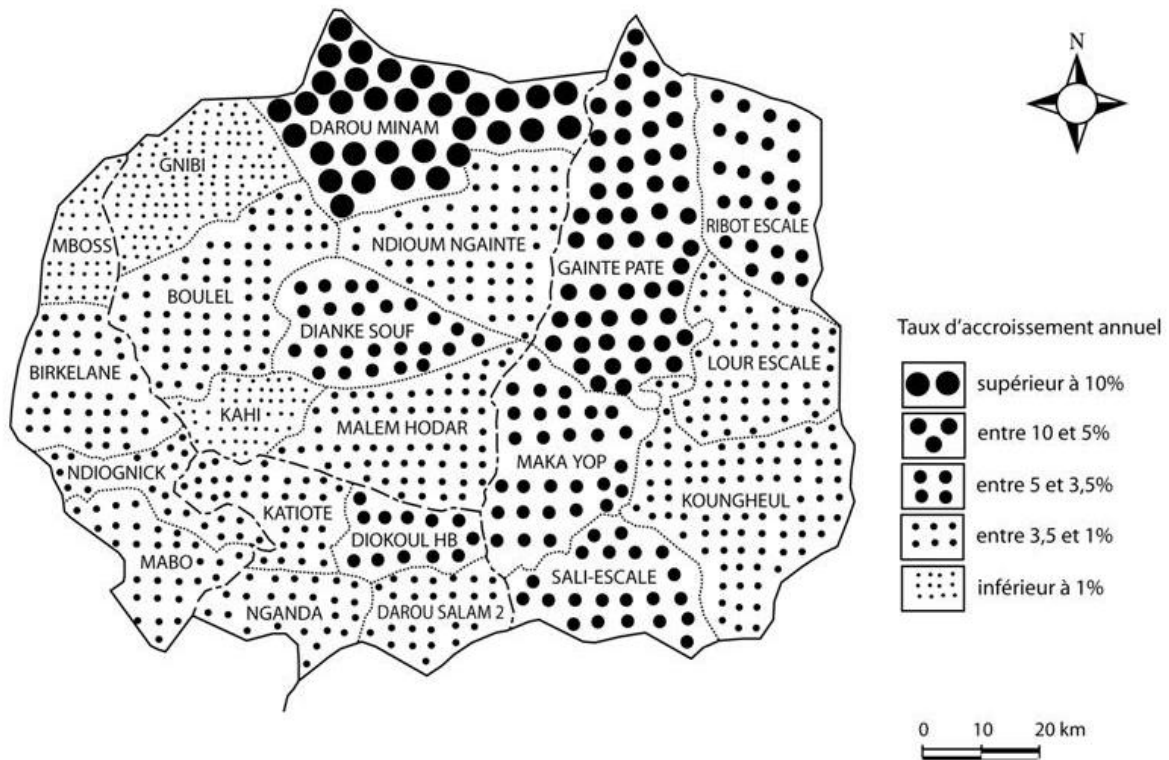 N
DAROU MINAM
GNIBI
MBOSS
NDIOUM NGAINTE
RIBOT ESCALE
GAINTE PATE
BOULEL
DIANKE SOUF
LOUR ESCALE
BIRKELANE
KAHI
MALEM HODAR
MAKA YOP
NDIOGNICK
KOUNGHEUL
KATIOTE
DIOKOUL HB
MABO
SALI-ESCALE
NGANDA
DAROU SALAM 2
Taux d'accroissement annuel
supérieur à 10%
entre 10 et 5%
entre 5 et 3,5%
entre 3,5 et 1%
inférieur à 1%
0 10 20 km